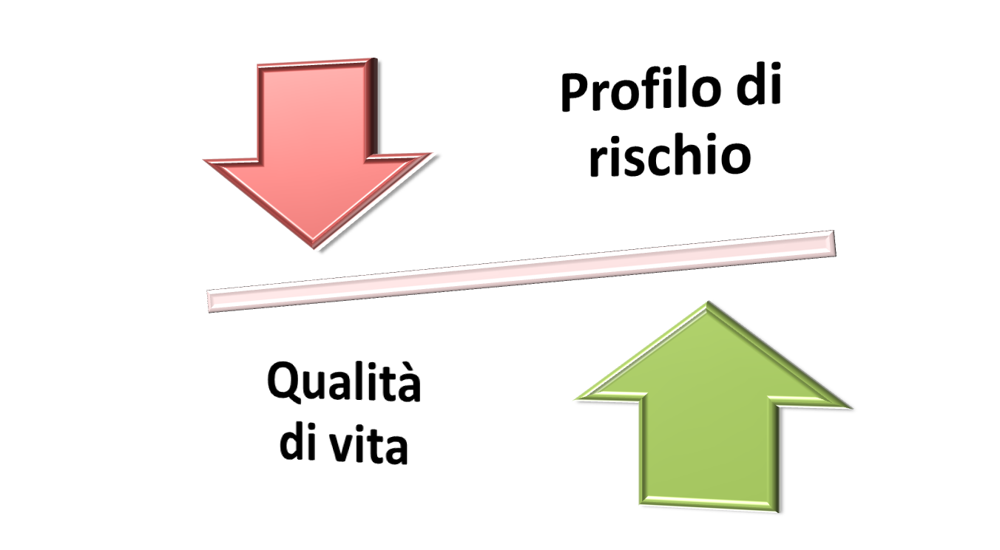 Profilo di
rischio
Qualità
di vita